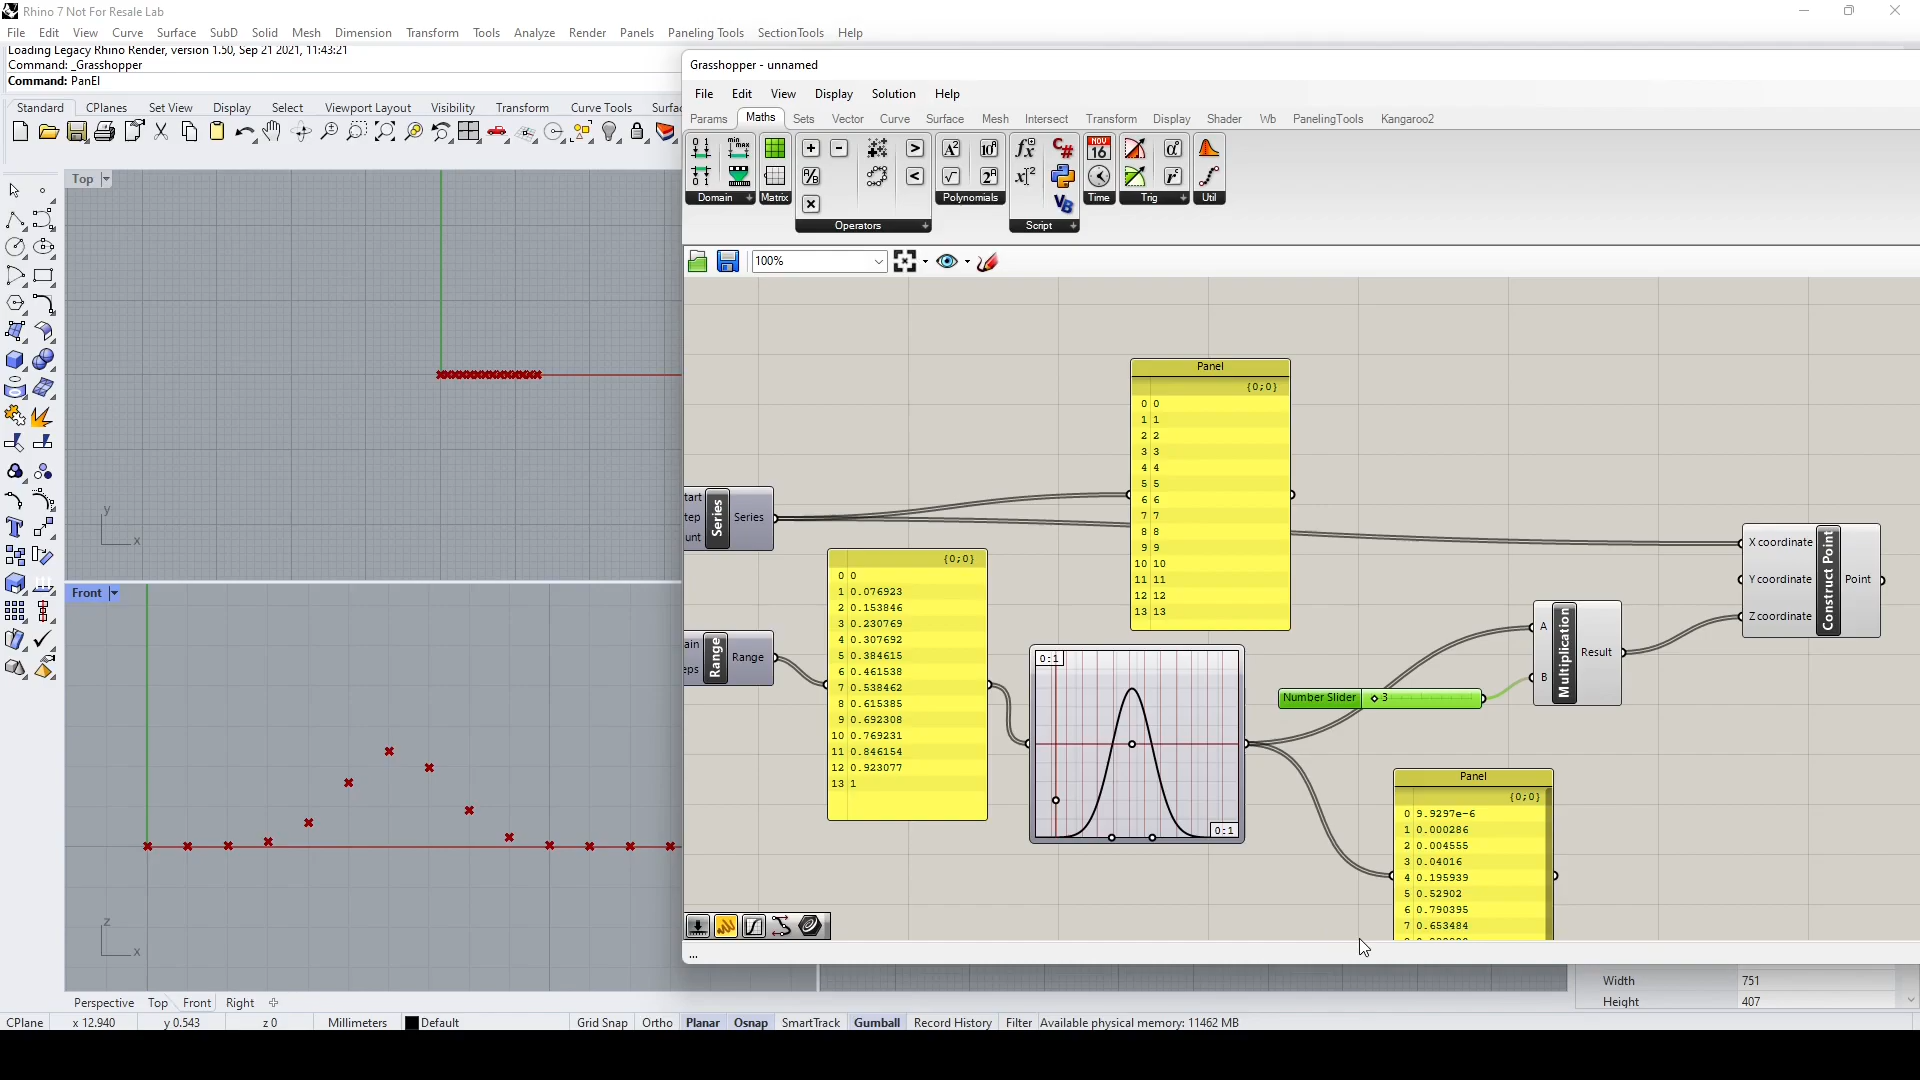 Rhino 7 Not For Resale Lab
File Edit View Curve Surface SubD Solid Mesh Dimension Transform Tools Analyze Render Panels Paneling Tools SectionTools Help
Loading Legacy Rhino Render, version 1.50, Sep 21 2021, 11:43:21
Command: _Grasshopper
Command: PanEl
Standard CPlanes Set View Display Select Viewport Layout Visibility Transform Curve Tools Surfac
Top
y
x
Front
z
x
Perspective Top Front Right
CPlane x 12.940 y 0.543 z 0 Millimeters Default Grid Snap Ortho Planar Osnap SmartTrack Gumball Record History Filter Available physical memory: 11462 MB
Grasshopper - unnamed
File Edit View Display Solution Help
Params Maths Sets Vector Curve Surface Mesh Intersect Transform Display Shader Wb PanelingTools Kangaroo2
Domain Matrix Operators Polynomials Script Time Trig Util
100%
Panel
{0;0}
0 0
1 1
2 2
3 3
4 4
5 5
6 6
7 7
8 8
9 9
10 10
11 11
12 12
13 13
tart
tep
unt
Series
Series
{0;0}
0 0
1 0.076923
2 0.153846
3 0.230769
4 0.307692
5 0.384615
6 0.461538
7 0.538462
8 0.615385
9 0.692308
10 0.769231
11 0.846154
12 0.923077
13 1
ain
eps
Range
Range
0:1
0:1
Number Slider 3
A
B
Multiplication
Result
X coordinate
Y coordinate
Z coordinate
Construct Point
Point
Panel
{0;0}
0 9.9297e-6
1 0.000286
2 0.004555
3 0.04016
4 0.195939
5 0.52902
6 0.790395
7 0.653484
...
Width 751
Height 407